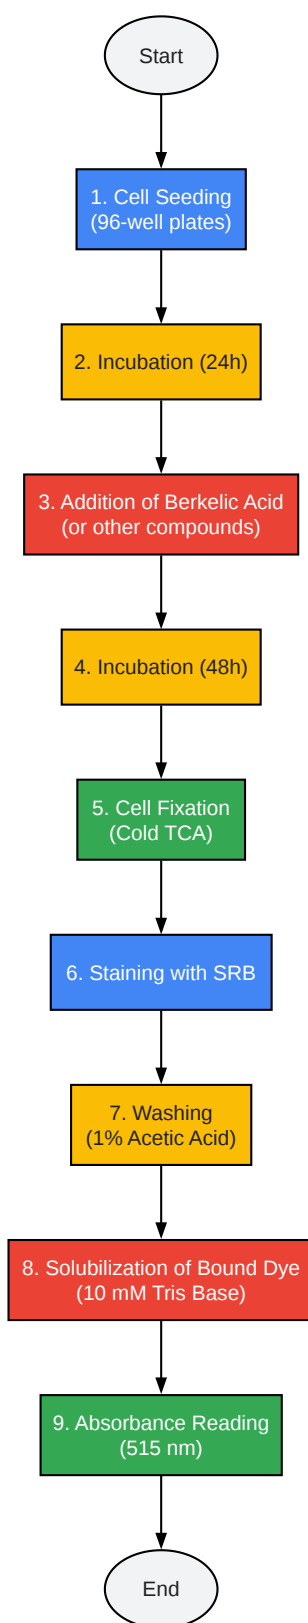 Start
1. Cell Seeding
(96-well plates)
2. Incubation (24h)
3. Addition of Berkelic Acid
(or other compounds)
4. Incubation (48h)
5. Cell Fixation
(Cold TCA)
6. Staining with SRB
7. Washing
(1% Acetic Acid)
8. Solubilization of Bound Dye
(10 mM Tris Base)
9. Absorbance Reading
(515 nm)
End